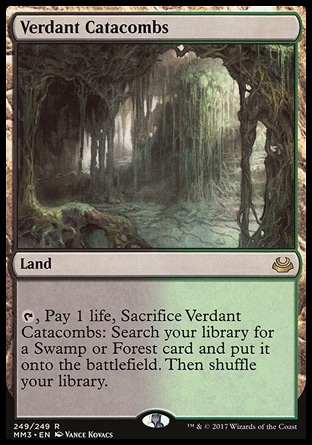 Verdant Catacombs
Land
, Pay 1 life, Sacrifice Verdant
Catacombs: Search your library for
a Swamp or Forest card and put it
onto the battlefield. Then shuffle
your library.
249/249 R
MM3 • EN Vance Kovacs
™ & © 2017 Wizards of the Coast